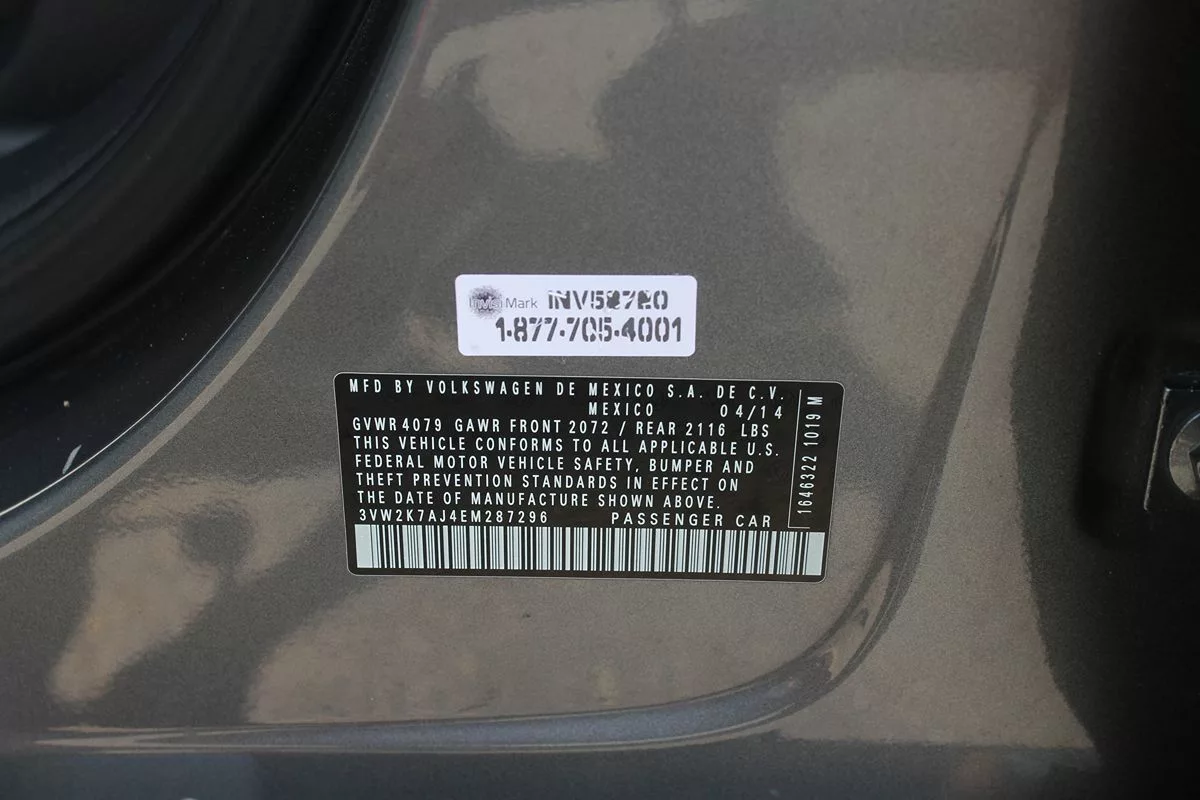 InvisiMark INV58720
1-877-705-4001
MFD BY VOLKSWAGEN DE MEXICO S.A. DE C.V.
MEXICO 04/14
GVWR 4079 GAWR FRONT 2072 / REAR 2116 LBS
THIS VEHICLE CONFORMS TO ALL APPLICABLE U.S.
FEDERAL MOTOR VEHICLE SAFETY, BUMPER AND
THEFT PREVENTION STANDARDS IN EFFECT ON
THE DATE OF MANUFACTURE SHOWN ABOVE.
3VW2K7AJ4EM287296 PASSENGER CAR
1646322 1019 M